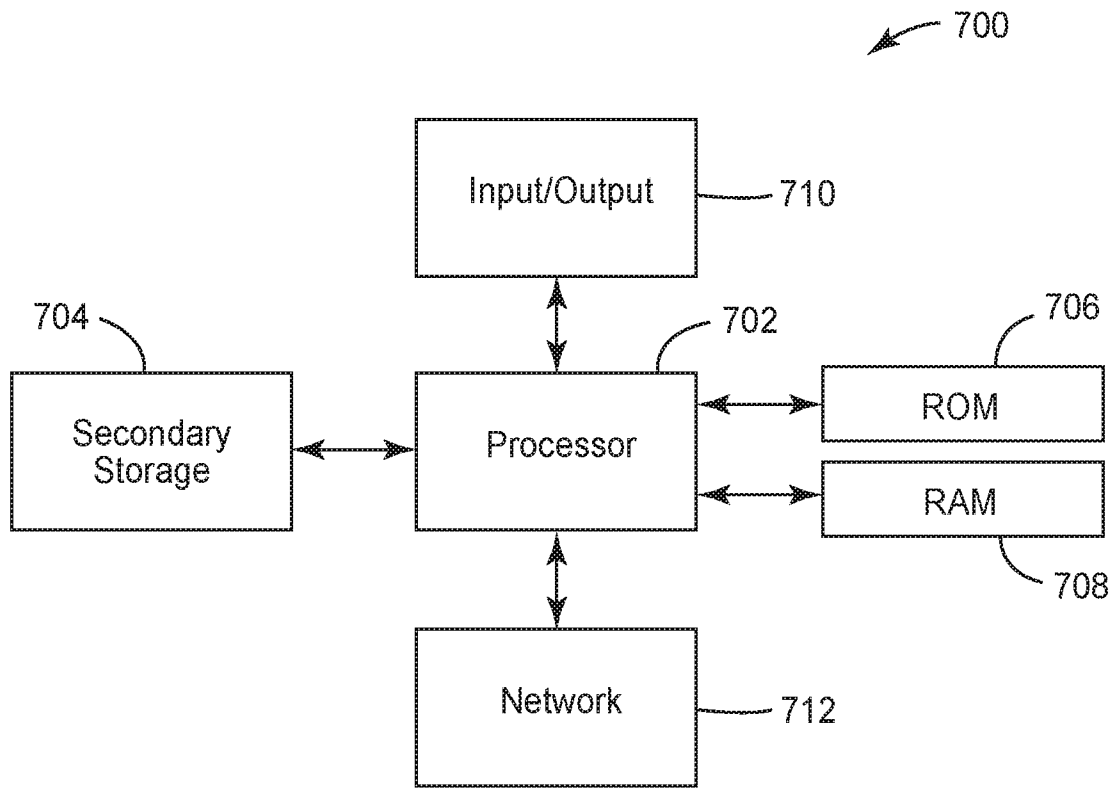 700
Input/Output
710
704
702
706
Secondary
Storage
Processor
ROM
RAM
708
Network
712